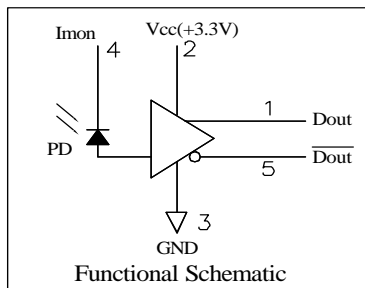 Imon
4
Vcc(+3.3V)
2
1
Dout
PD
5
Dout
3
GND
Functional Schematic